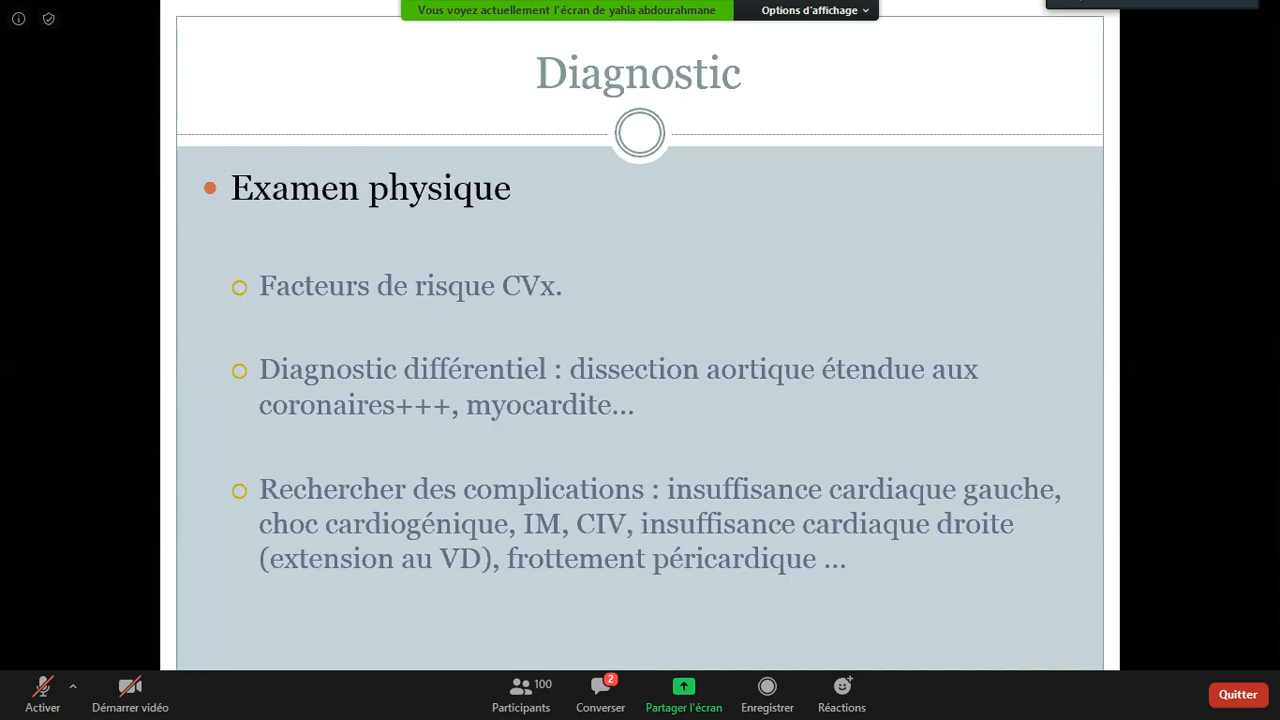 Vous voyez actuellement l'écran de yahia abdourahmane
Options d'affichage
Diagnostic
Examen physique
Facteurs de risque CVx.
Diagnostic différentiel : dissection aortique étendue aux
coronaires+++, myocardite...
Rechercher des complications : insuffisance cardiaque gauche,
choc cardiogénique, IM, CIV, insuffisance cardiaque droite
(extension au VD), frottement péricardique ...
100
2
Activer
Démarrer vidéo
Participants
Converser
Partager l'écran
Enregistrer
Réactions
Quitter